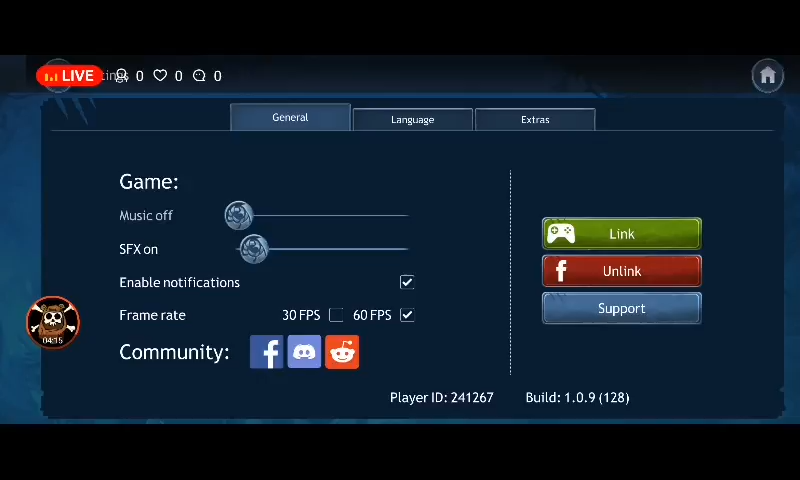 LIVE
tings 0 0 0
General
Language
Extras
Game:
Music off
SFX on
Enable notifications
Frame rate 30 FPS 60 FPS
Community:
Link
f Unlink
Support
04:15
Player ID: 241267
Build: 1.0.9 (128)